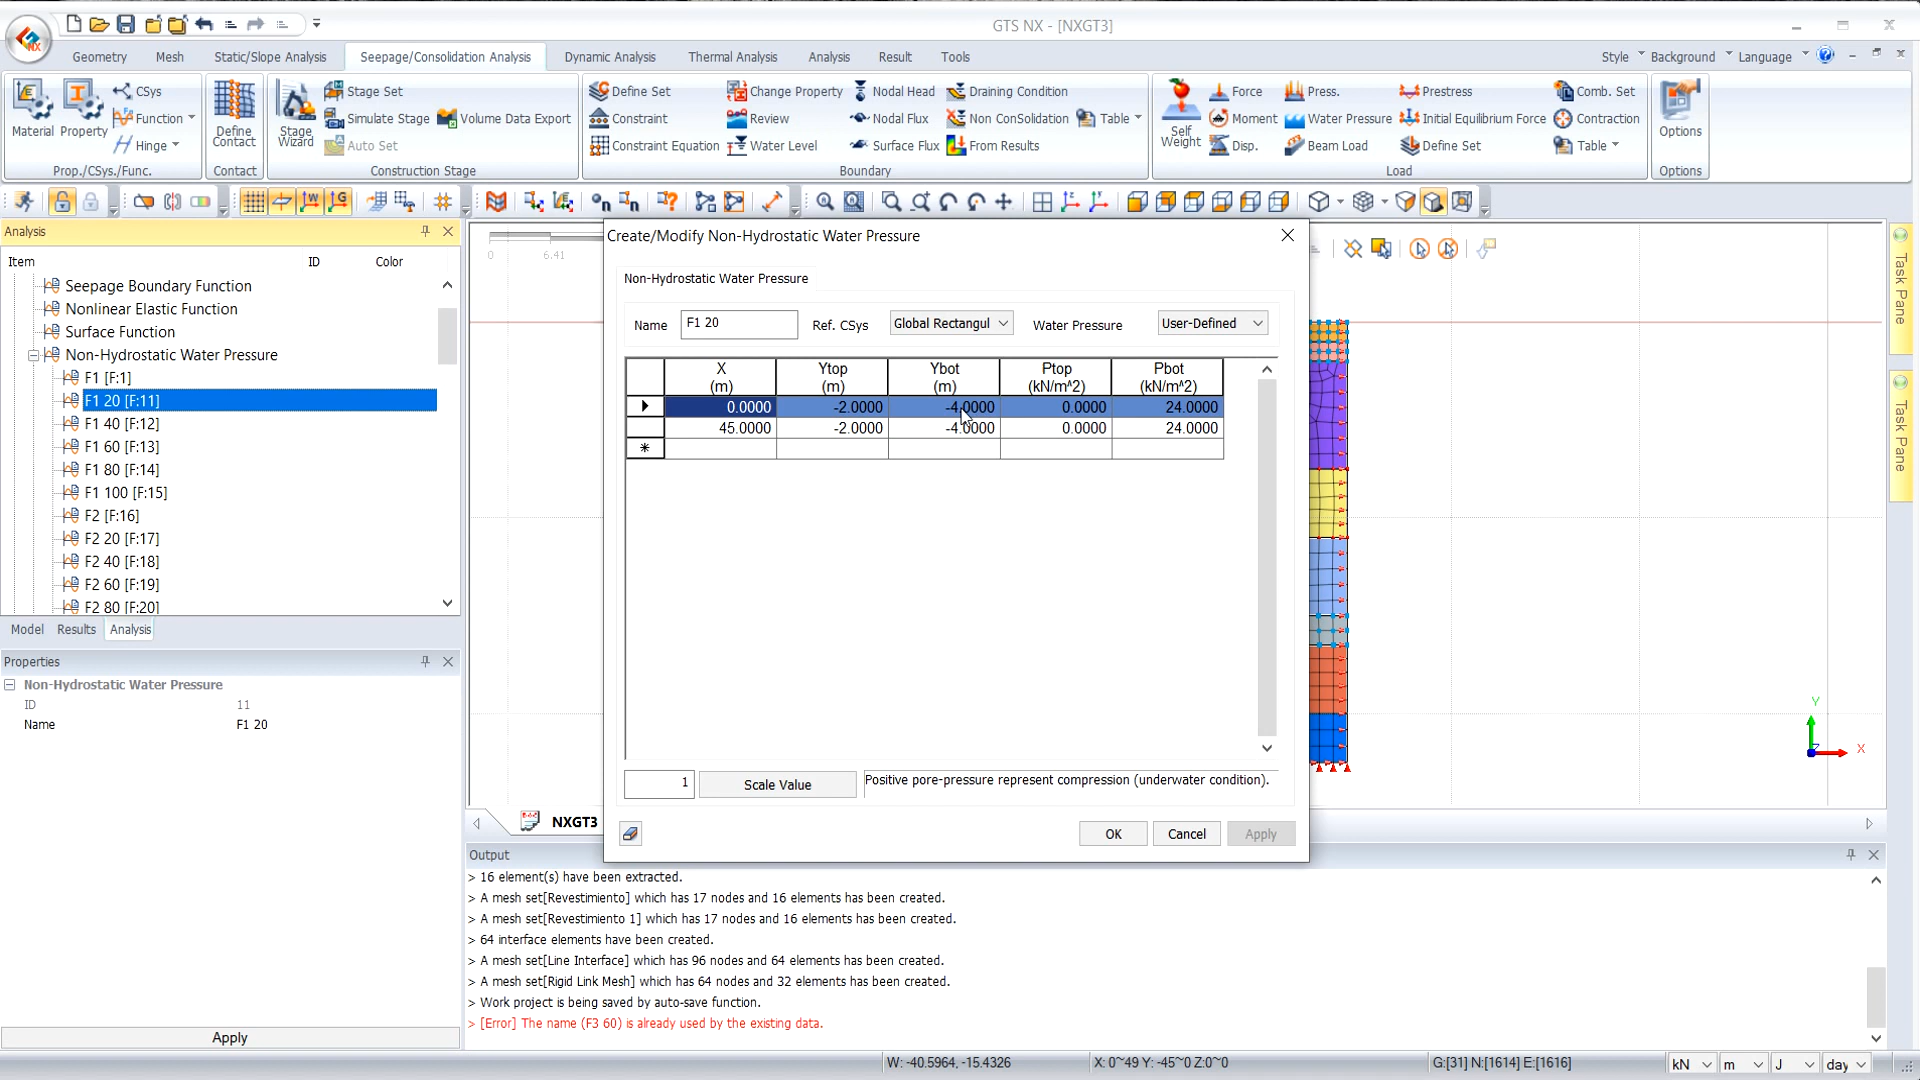 GTS NX - [NXGT3]
Geometry Mesh Static/Slope Analysis Seepage/Consolidation Analysis Dynamic Analysis Thermal Analysis Analysis Result Tools Style Background Language
Material Property CSys Function Hinge
Prop./CSys./Func.
Define Contact
Contact
Stage Wizard Stage Set Simulate Stage Auto Set Volume Data Export
Construction Stage
Define Set Constraint Constraint Equation Change Property Review Water Level Nodal Head Nodal Flux Surface Flux Draining Condition Non Consolidation From Results Table
Boundary
Self Weight Force Moment Disp. Press. Water Pressure Beam Load Prestress Initial Equilibrium Force Define Set Comb. Set Contraction Table
Load
Options
Options
Analysis
Item ID Color
Seepage Boundary Function
Nonlinear Elastic Function
Surface Function
Non-Hydrostatic Water Pressure
F1 [F:1]
F1 20 [F:11]
F1 40 [F:12]
F1 60 [F:13]
F1 80 [F:14]
F1 100 [F:15]
F2 [F:16]
F2 20 [F:17]
F2 40 [F:18]
F2 60 [F:19]
F2 80 [F:20]
Model Results Analysis
Properties
Non-Hydrostatic Water Pressure
ID 11
Name F1 20
Apply
0 6.41
Create/Modify Non-Hydrostatic Water Pressure
Non-Hydrostatic Water Pressure
Name F1 20 Ref. CSys Global Rectangul Water Pressure User-Defined
X (m) Ytop (m) Ybot (m) Ptop (kN/m^2) Pbot (kN/m^2)
0.0000 -2.0000 -4.0000 0.0000 24.0000
45.0000 -2.0000 -4.0000 0.0000 24.0000
*
1 Scale Value Positive pore-pressure represent compression (underwater condition).
OK Cancel Apply
Task Pane
Task Pane
Y
X
NXGT3
Output
> 16 element(s) have been extracted.
> A mesh set[Revestimiento] which has 17 nodes and 16 elements has been created.
> A mesh set[Revestimiento 1] which has 17 nodes and 16 elements has been created.
> 64 interface elements have been created.
> A mesh set[Line Interface] which has 96 nodes and 64 elements has been created.
> A mesh set[Rigid Link Mesh] which has 64 nodes and 32 elements has been created.
> Work project is being saved by auto-save function.
> [Error] The name (F3 60) is already used by the existing data.
W: -40.5964, -15.4326 X: 0~49 Y: -45~0 Z:0~0 G:[31] N:[1614] E:[1616] kN m J day